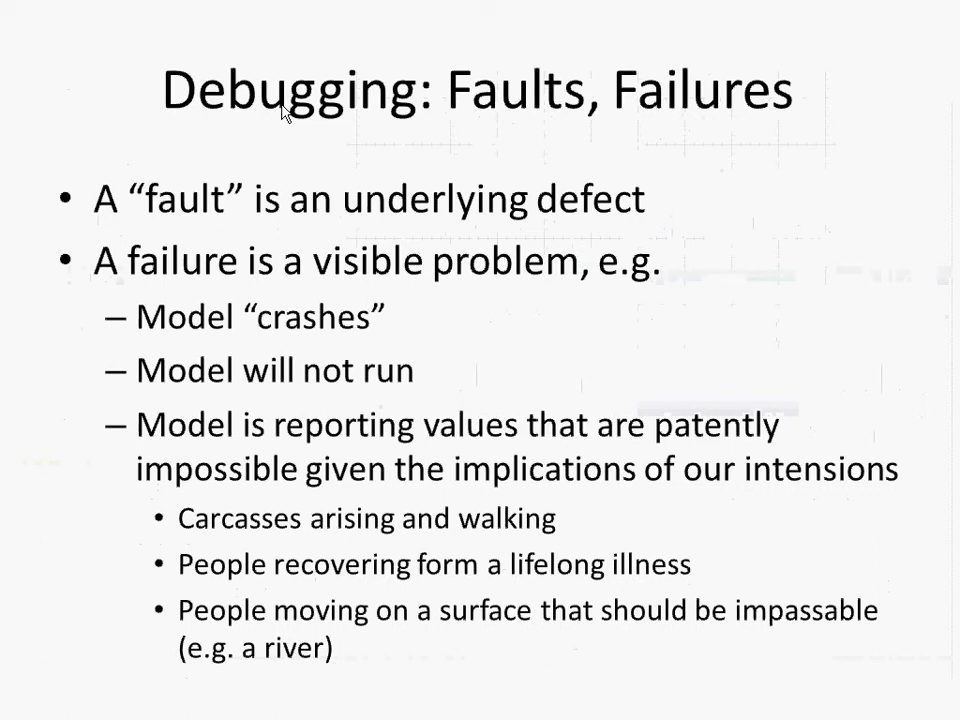 Debugging: Faults, Failures
• A “fault” is an underlying defect
• A failure is a visible problem, e.g.
– Model “crashes”
– Model will not run
– Model is reporting values that are patently
impossible given the implications of our intensions
• Carcasses arising and walking
• People recovering form a lifelong illness
• People moving on a surface that should be impassable
(e.g. a river)